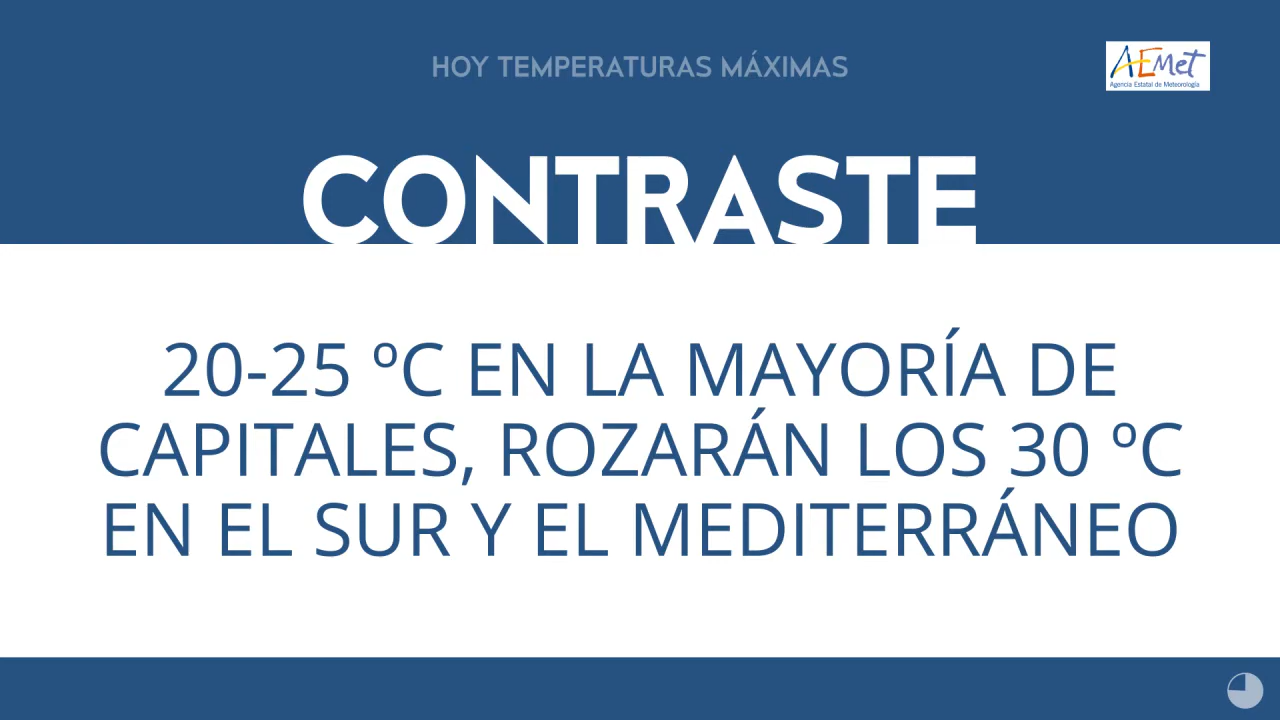 HOY TEMPERATURAS MÁXIMAS
AEMet
Agencia Estatal de Meteorología
CONTRASTE
20-25 ºC EN LA MAYORÍA DE
CAPITALES, ROZARÁN LOS 30 ºC
EN EL SUR Y EL MEDITERRÁNEO